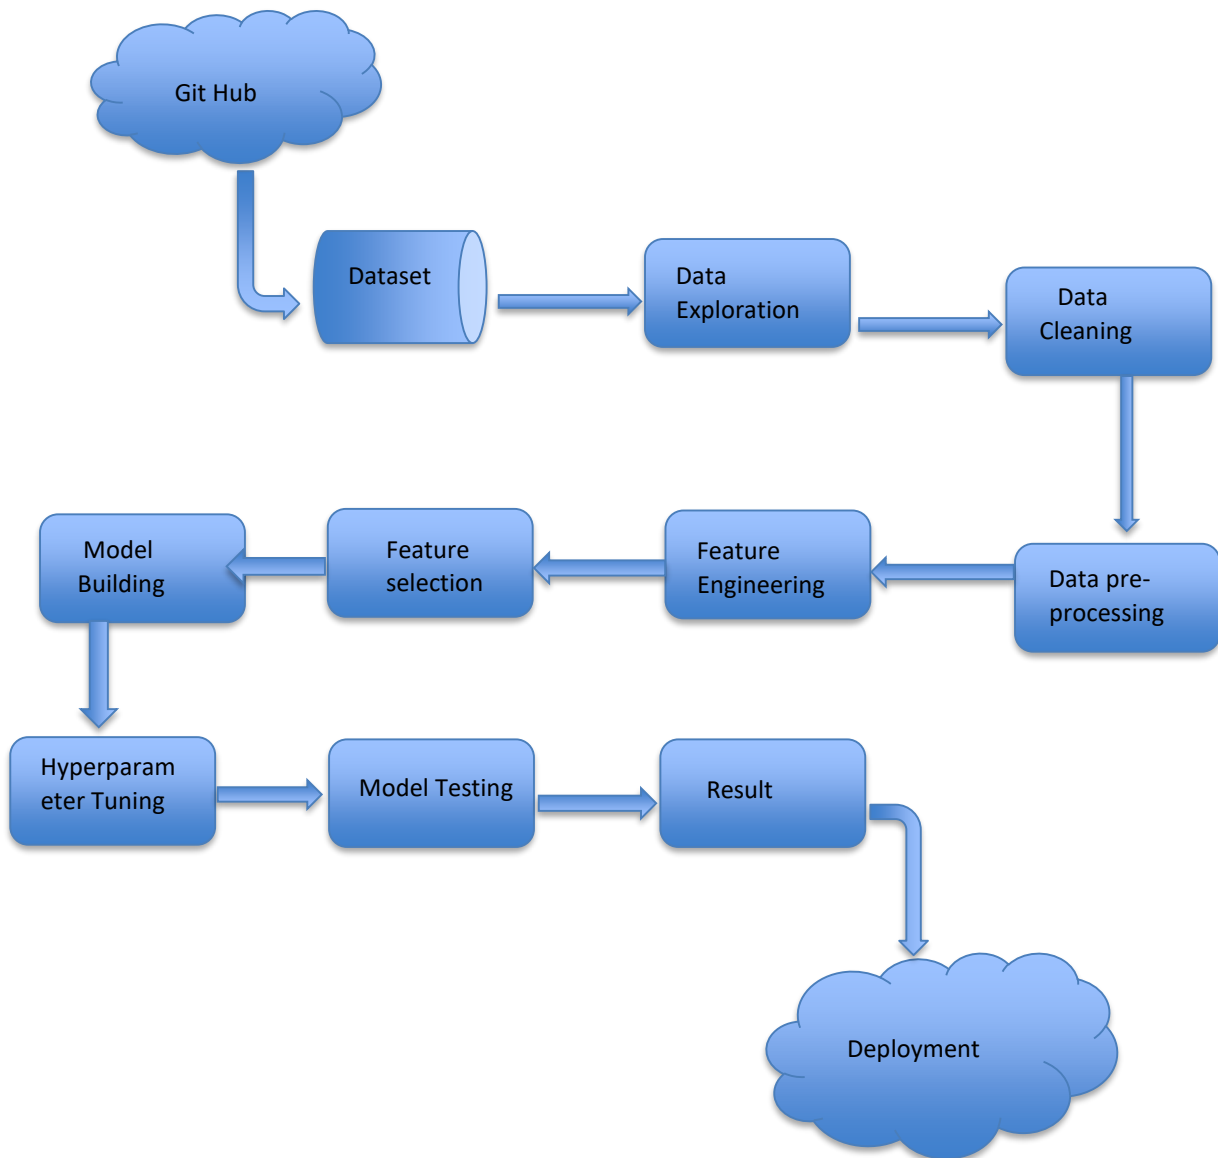 Git Hub
Dataset
Data
Exploration
Data
Cleaning
Model
Building
Feature
selection
Feature
Engineering
Data pre-
processing
Hyperparam
eter Tuning
Model Testing
Result
Deployment